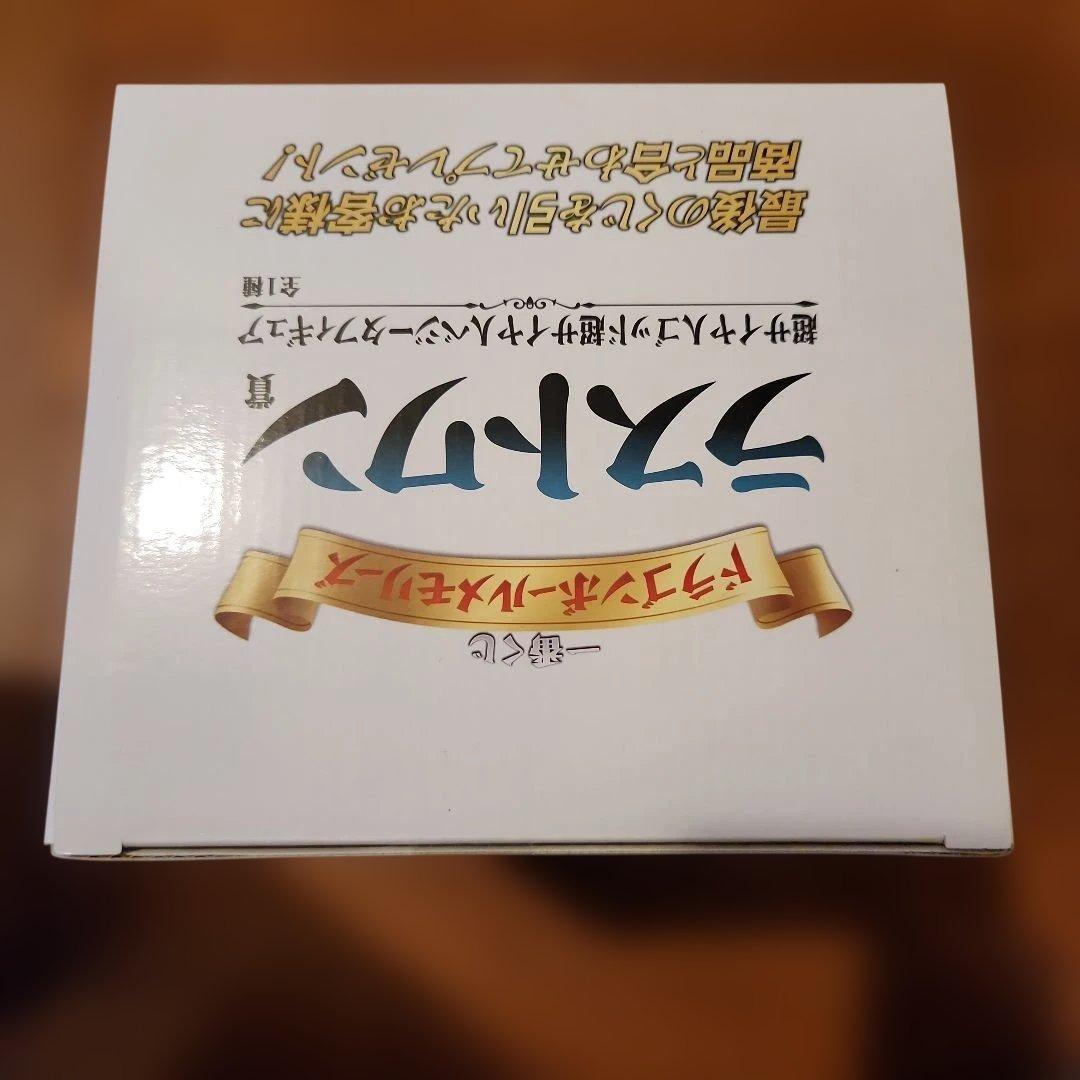 一番くじ
ドラゴンボールメモリーズ
ラストワン賞
超サイヤ人ゴッド超サイヤ人ベジータフィギュア
全1種
最後のくじを引いたお客様に
商品と合わせてプレゼント!